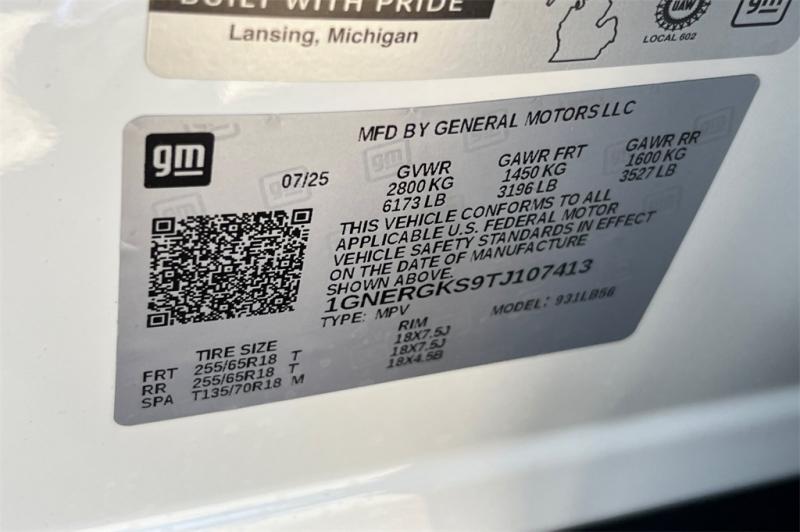 BUILT WITH PRIDE
Lansing, Michigan
UAW
LOCAL 602
gm
gm
MFD BY GENERAL MOTORS LLC
07/25
GVWR GAWR FRT GAWR RR
2800 KG 1450 KG 1600 KG
6173 LB 3196 LB 3527 LB
THIS VEHICLE CONFORMS TO ALL
APPLICABLE U.S. FEDERAL MOTOR
VEHICLE SAFETY STANDARDS IN EFFECT
ON THE DATE OF MANUFACTURE
SHOWN ABOVE.
1GNERGKS9TJ107413
TYPE: MPV MODEL: 931LB56
TIRE SIZE RIM
FRT 255/65R18 T 18X7.5J
RR 255/65R18 T 18X7.5J
SPA T135/70R18 M 18X4.5B